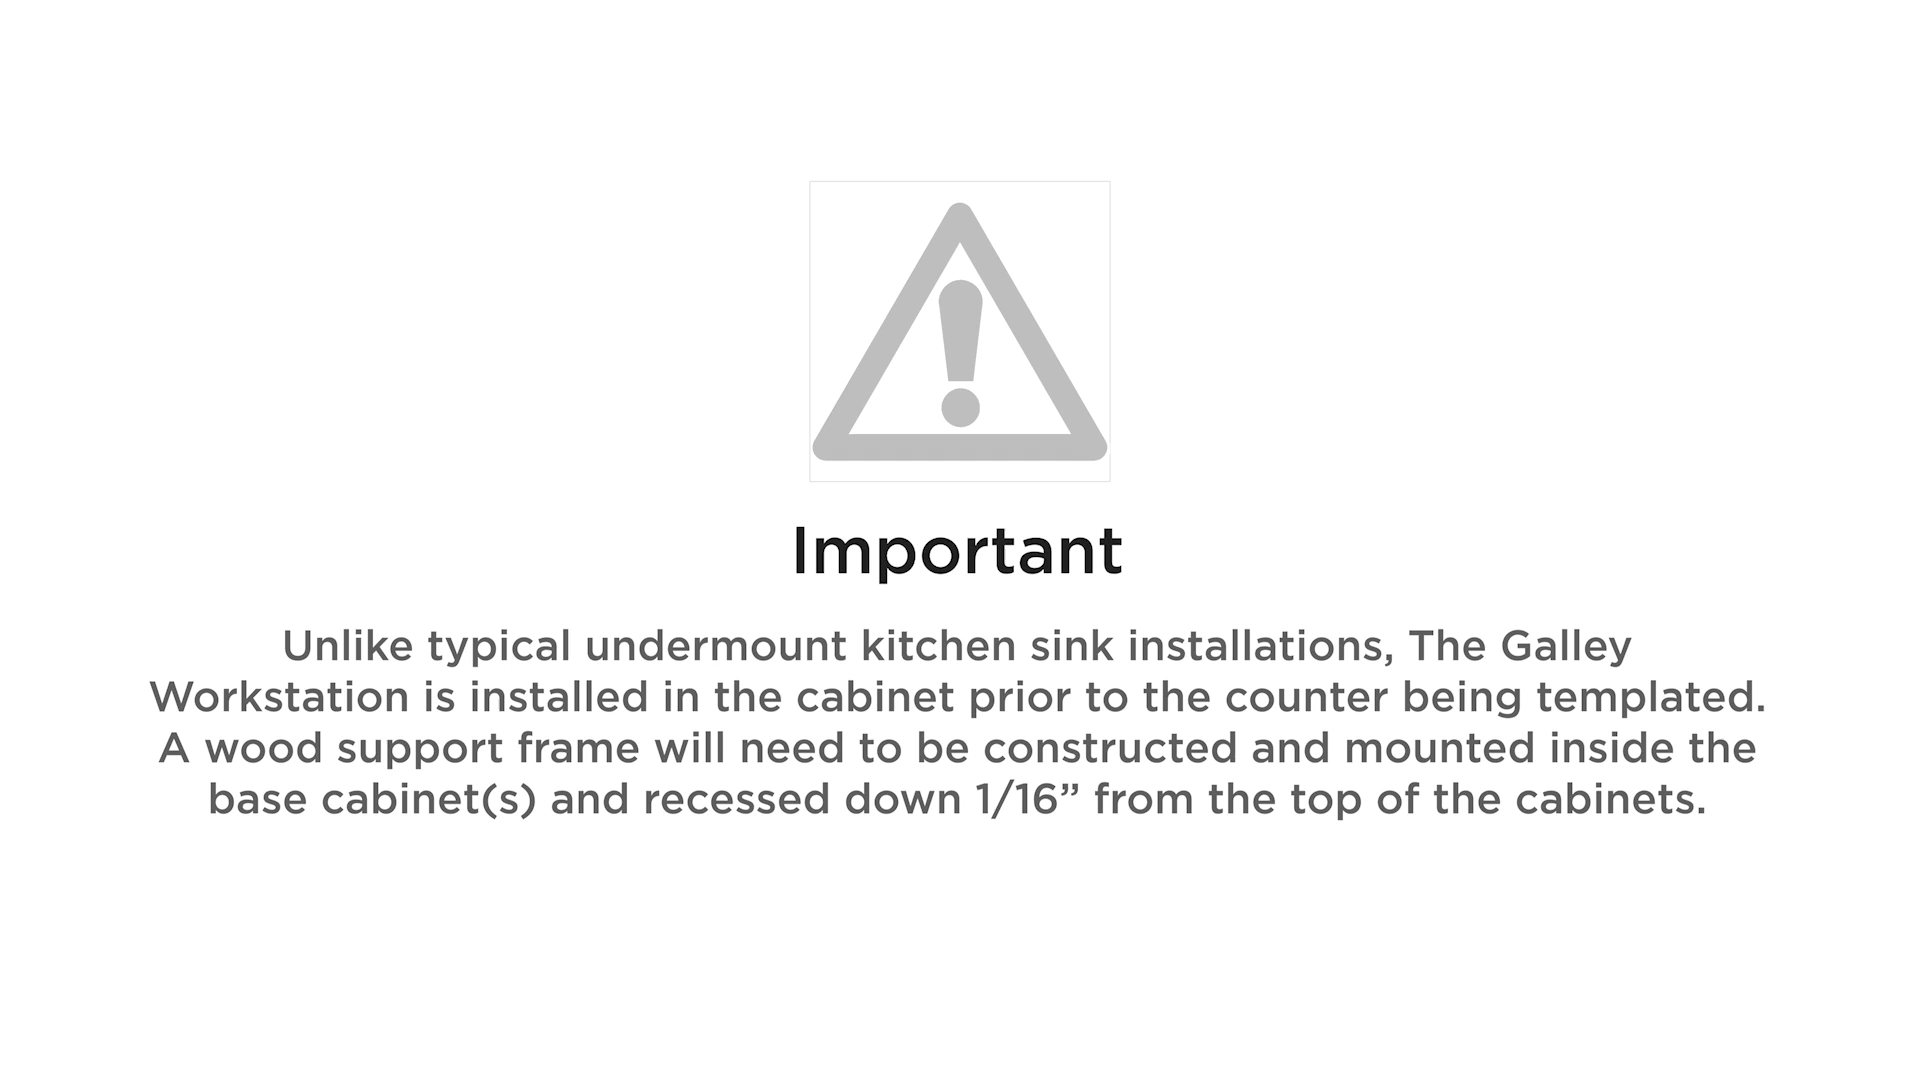 Important
Unlike typical undermount kitchen sink installations, The Galley
Workstation is installed in the cabinet prior to the counter being templated.
A wood support frame will need to be constructed and mounted inside the
base cabinet(s) and recessed down 1/16” from the top of the cabinets.